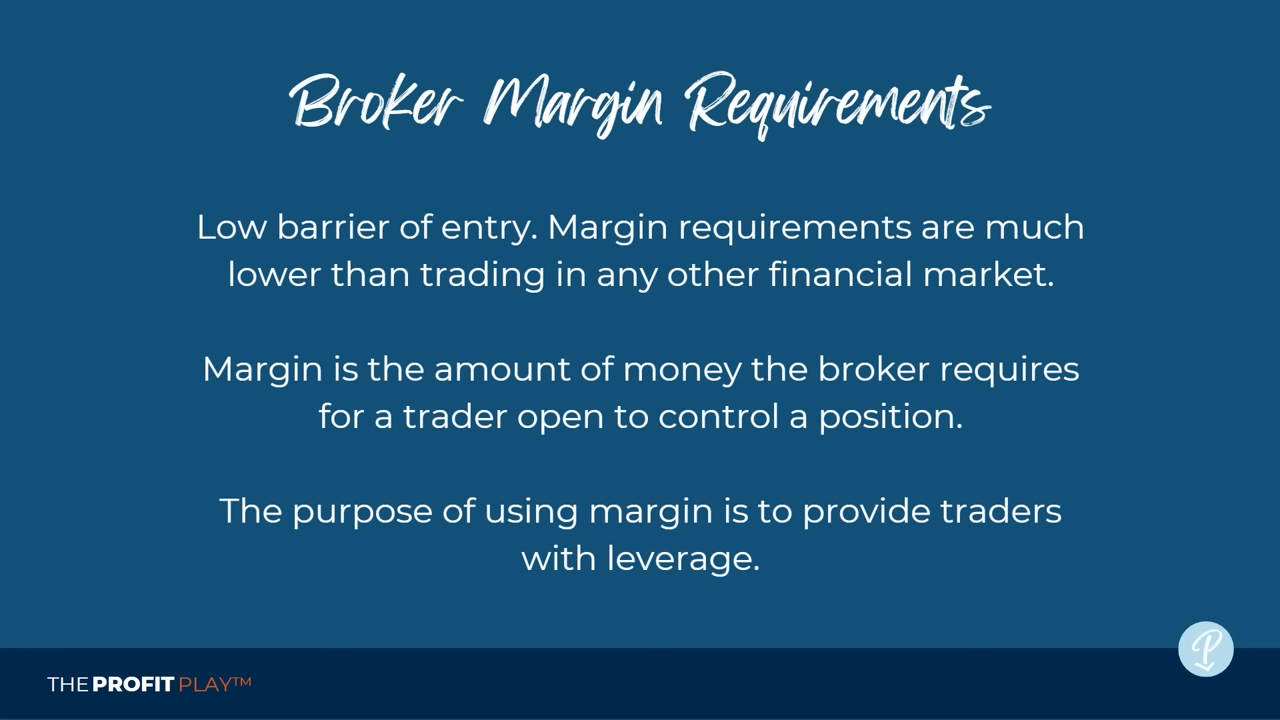 Broker Margin Requirements
Low barrier of entry. Margin requirements are much
lower than trading in any other financial market.
Margin is the amount of money the broker requires
for a trader open to control a position.
The purpose of using margin is to provide traders
with leverage.
P
THE PROFIT PLAY™